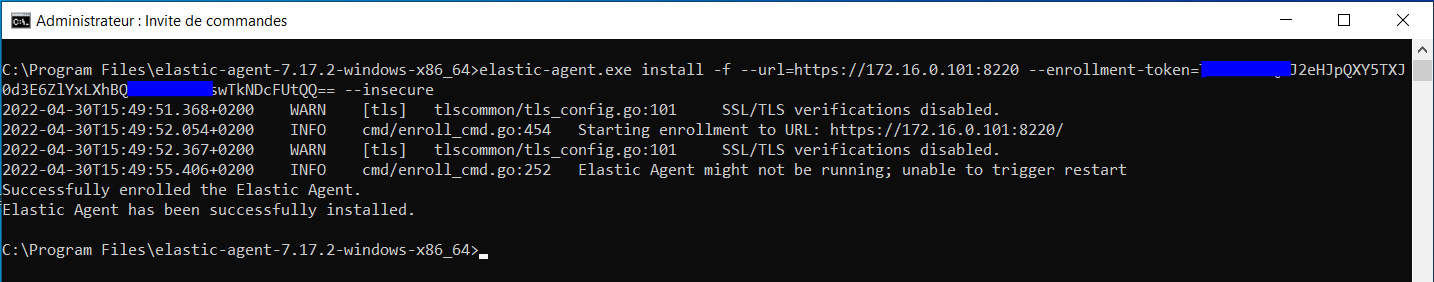 Administrateur : Invite de commandes
C:\Program Files\elastic-agent-7.17.2-windows-x86_64>elastic-agent.exe install -f --url=https://172.16.0.101:8220 --enrollment-token= J2eHJpQXY5TXJ
0d3E6ZlYxLXhBQ swTkNDcFUtQQ== --insecure
2022-04-30T15:49:51.368+0200 WARN [tls] tlscommon/tls_config.go:101 SSL/TLS verifications disabled.
2022-04-30T15:49:52.054+0200 INFO cmd/enroll_cmd.go:454 Starting enrollment to URL: https://172.16.0.101:8220/
2022-04-30T15:49:52.367+0200 WARN [tls] tlscommon/tls_config.go:101 SSL/TLS verifications disabled.
2022-04-30T15:49:55.406+0200 INFO cmd/enroll_cmd.go:252 Elastic Agent might not be running; unable to trigger restart
Successfully enrolled the Elastic Agent.
Elastic Agent has been successfully installed.
C:\Program Files\elastic-agent-7.17.2-windows-x86_64>